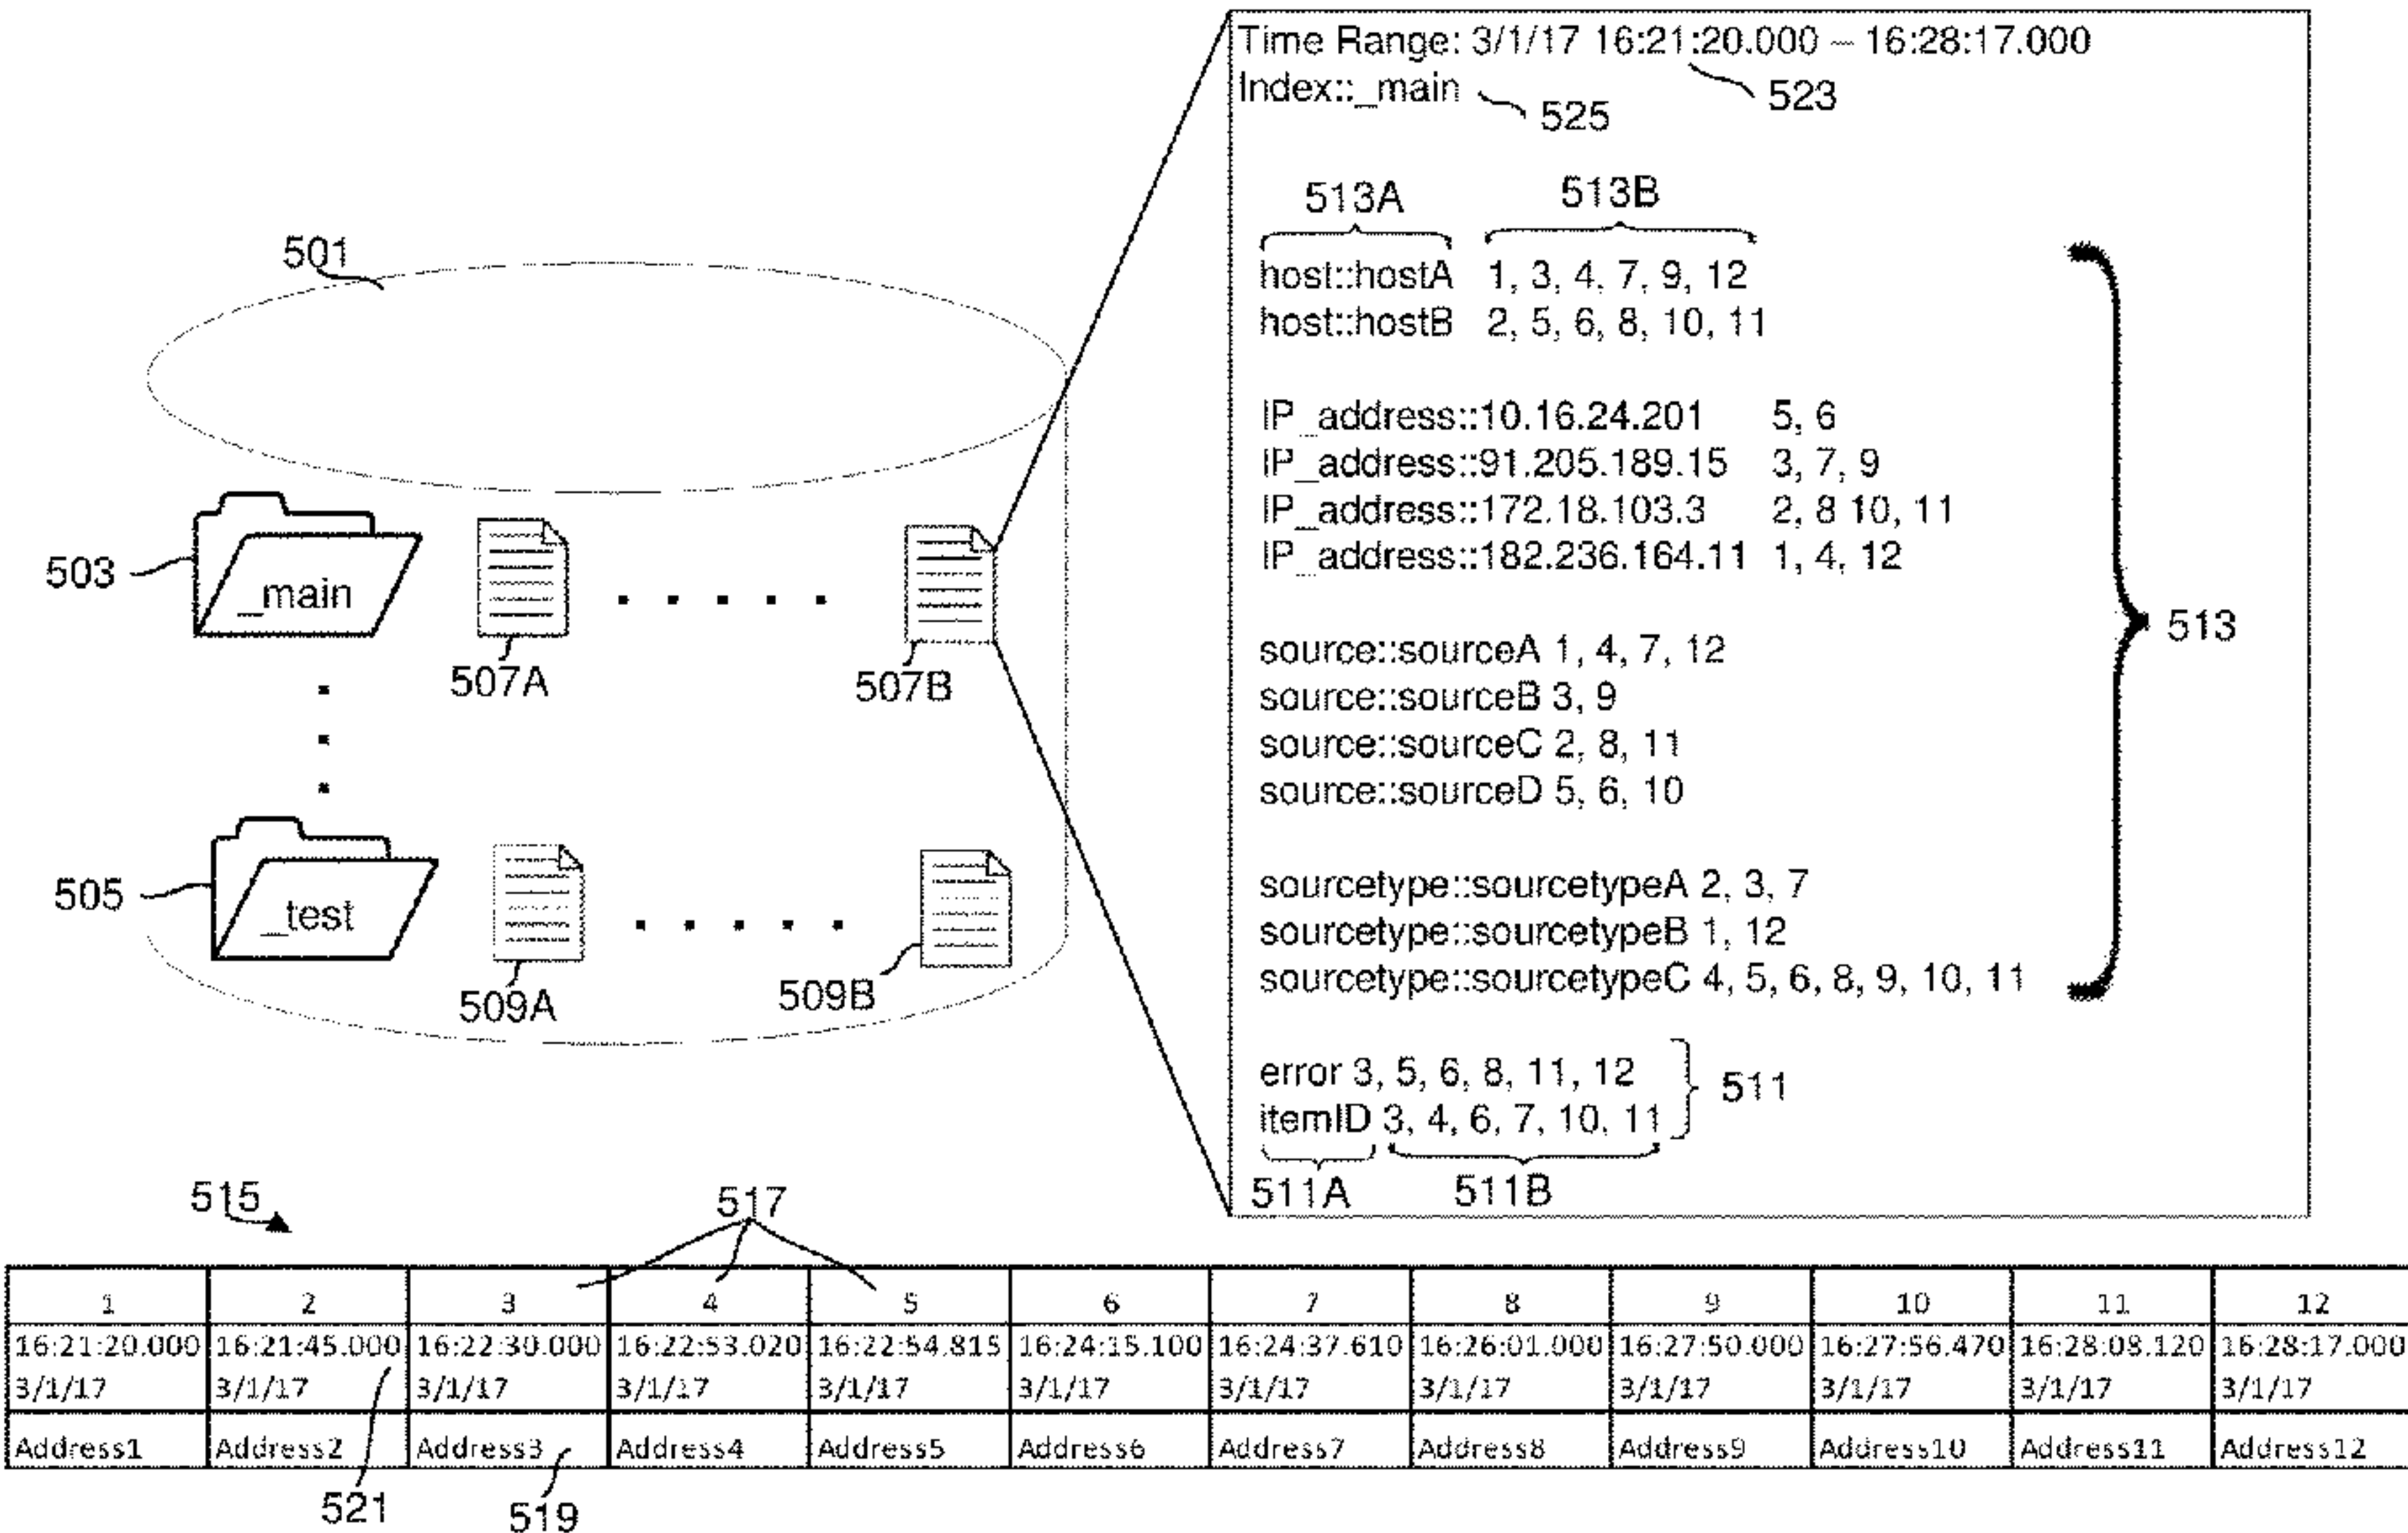 Time Range: 3/1/17 16:21:20.000 – 16:28:17.000
523
Index::_main
525
513A 513B
501
host::hostA 1, 3, 4, 7, 9, 12
host::hostB 2, 5, 6, 8, 10, 11
IP_address::10.16.24.201 5, 6
IP_address::91.205.189.15 3, 7, 9
IP_address::172.18.103.3 2, 8 10, 11
IP_address::182.236.164.11 1, 4, 12
503
_main
507A
507B
513
source::sourceA 1, 4, 7, 12
source::sourceB 3, 9
source::sourceC 2, 8, 11
source::sourceD 5, 6, 10
505
_test
509A
509B
sourcetype::sourcetypeA 2, 3, 7
sourcetype::sourcetypeB 1, 12
sourcetype::sourcetypeC 4, 5, 6, 8, 9, 10, 11
error 3, 5, 6, 8, 11, 12
itemID 3, 4, 6, 7, 10, 11
511
511A 511B
515
517
1 2 3 4 5 6 7 8 9 10 11 12
16:21:20.000 16:21:45.000 16:22:30.000 16:22:53.020 16:22:54.815 16:24:15.100 16:24:37.610 16:26:01.000 16:27:50.000 16:27:56.470 16:28:08.120 16:28:17.000
3/1/17 3/1/17 3/1/17 3/1/17 3/1/17 3/1/17 3/1/17 3/1/17 3/1/17 3/1/17 3/1/17 3/1/17
Address1 Address2 Address3 Address4 Address5 Address6 Address7 Address8 Address9 Address10 Address11 Address12
521
519